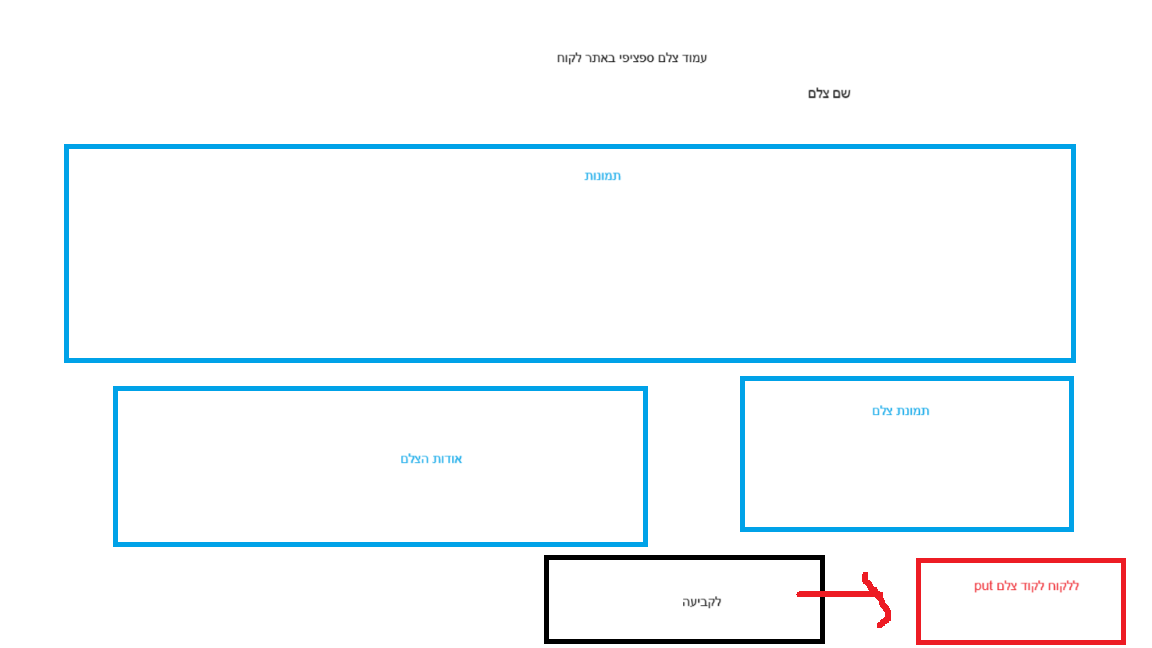 עמוד צלם ספציפי באתר לקוח
שם צלם
תמונות
תמונת צלם
אודות הצלם
לקביעה
ללקוח לקוד צלם put